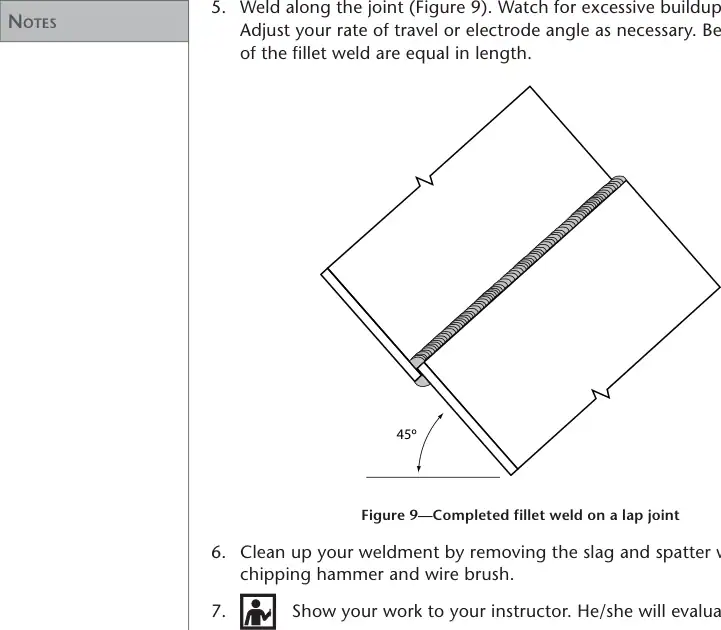 NOTES
5. Weld along the joint (Figure 9). Watch for excessive buildup
Adjust your rate of travel or electrode angle as necessary. Be
of the fillet weld are equal in length.
45º
Figure 9—Completed fillet weld on a lap joint
6. Clean up your weldment by removing the slag and spatter w
chipping hammer and wire brush.
7. Show your work to your instructor. He/she will evalua